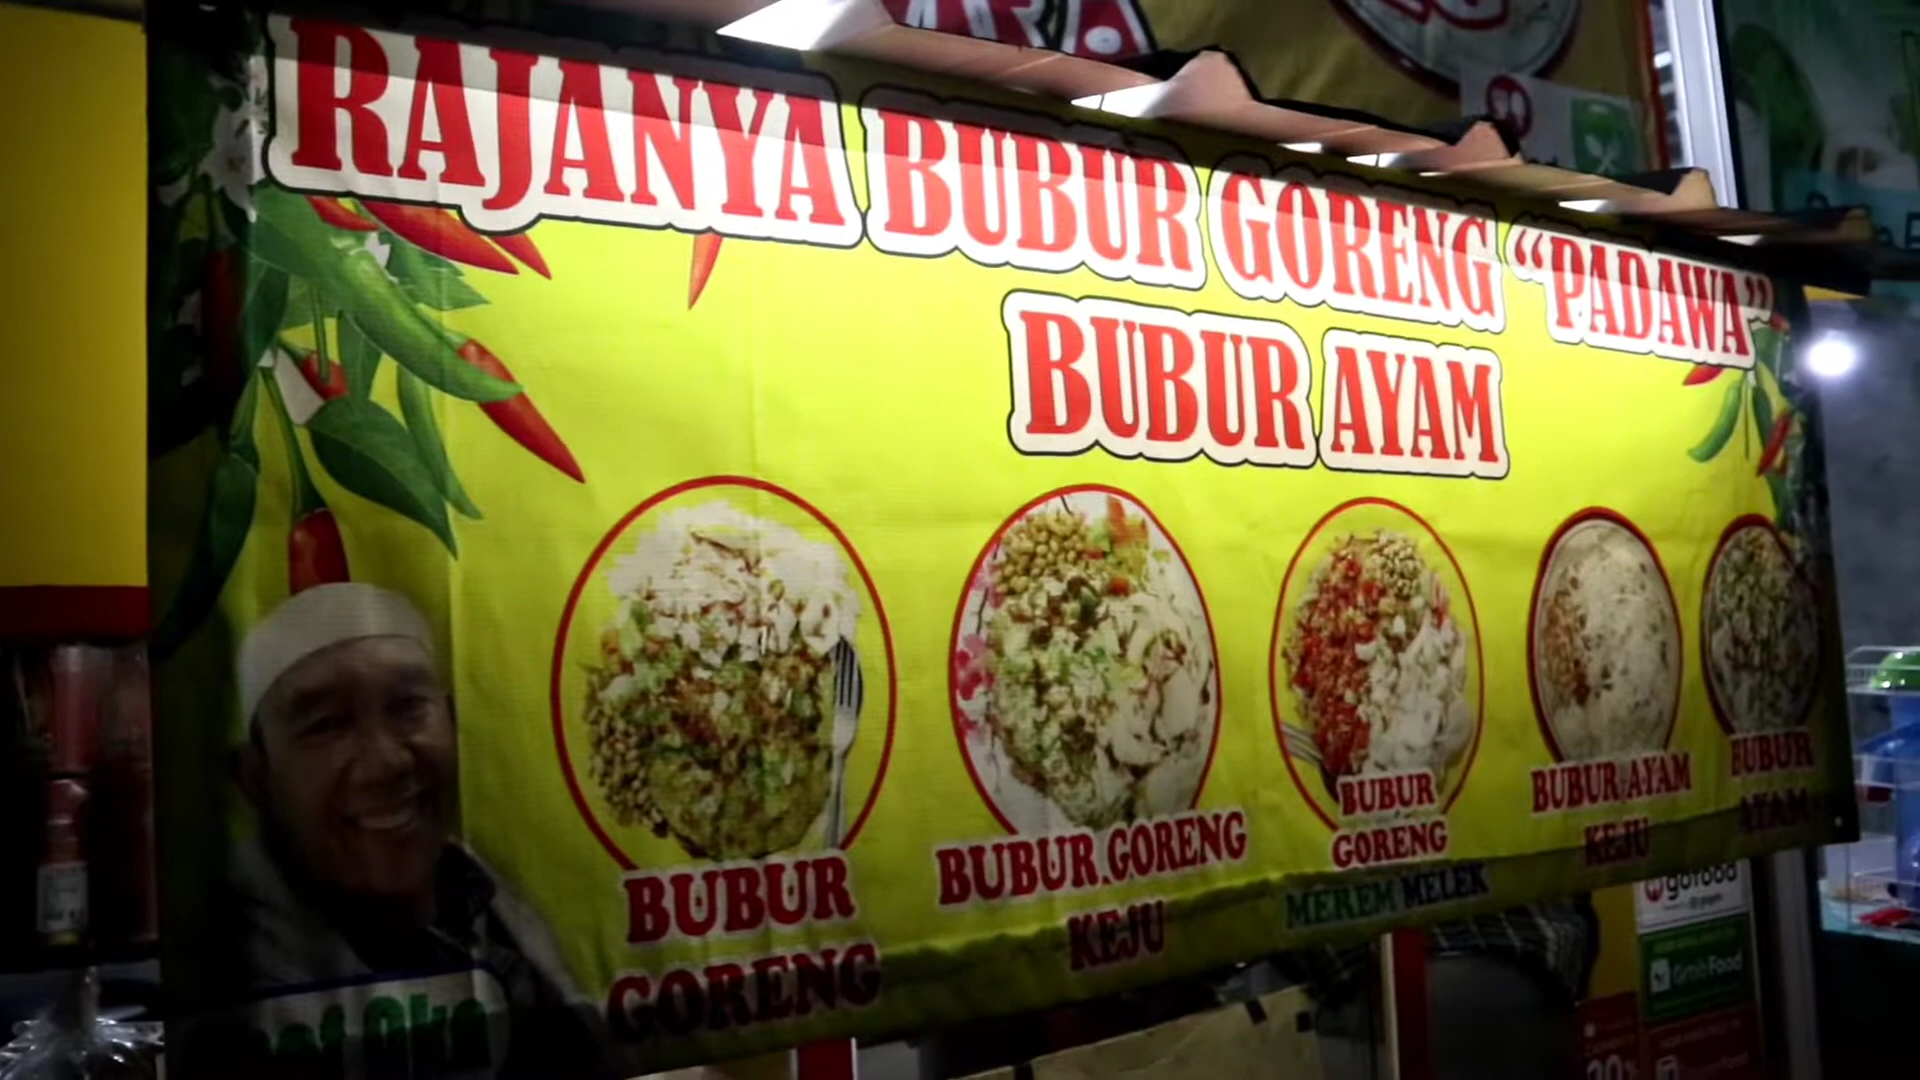 RAJANYA BUBUR GORENG “PADAWA”
BUBUR AYAM
BUBUR
GORENG
BUBUR GORENG
KEJU
BUBUR
GORENG
MEREM MELEK
BUBUR AYAM
KEJU
BUBUR
AYAM
gofood
GrabFood